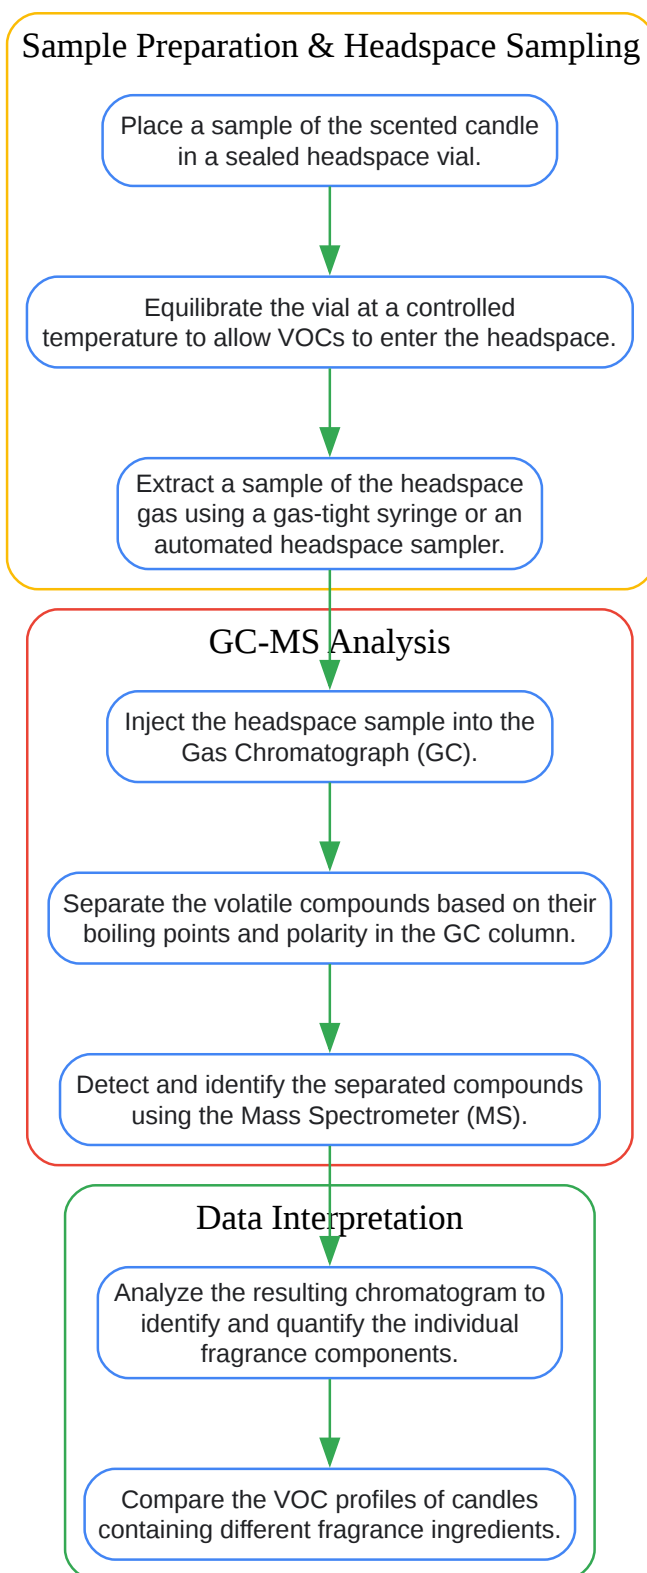 Sample Preparation & Headspace Sampling
Place a sample of the scented candle
in a sealed headspace vial.
Equilibrate the vial at a controlled
temperature to allow VOCs to enter the headspace.
Extract a sample of the headspace
gas using a gas-tight syringe or an
automated headspace sampler.
GC-MS Analysis
Inject the headspace sample into the
Gas Chromatograph (GC).
Separate the volatile compounds based on their
boiling points and polarity in the GC column.
Detect and identify the separated compounds
using the Mass Spectrometer (MS).
Data Interpretation
Analyze the resulting chromatogram to
identify and quantify the individual
fragrance components.
Compare the VOC profiles of candles
containing different fragrance ingredients.